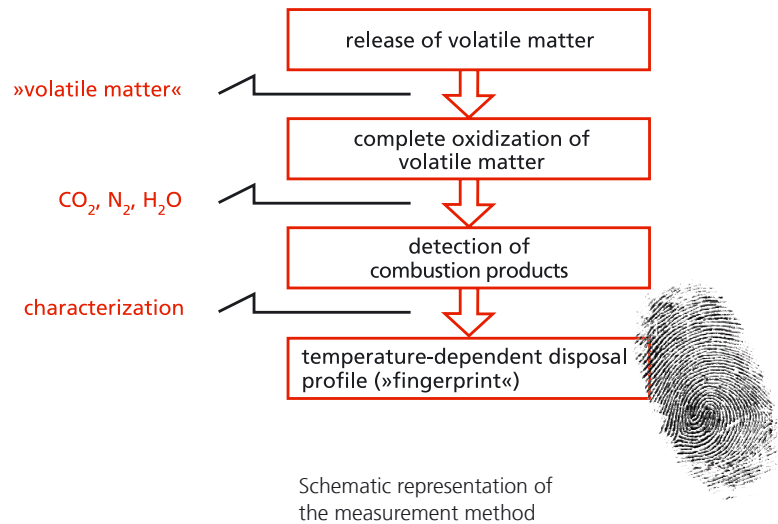 release of volatile matter
»volatile matter«
complete oxidization of
volatile matter
CO₂, N₂, H₂O
detection of
combustion products
characterization
temperature-dependent disposal
profile (»fingerprint«)
Schematic representation of
the measurement method